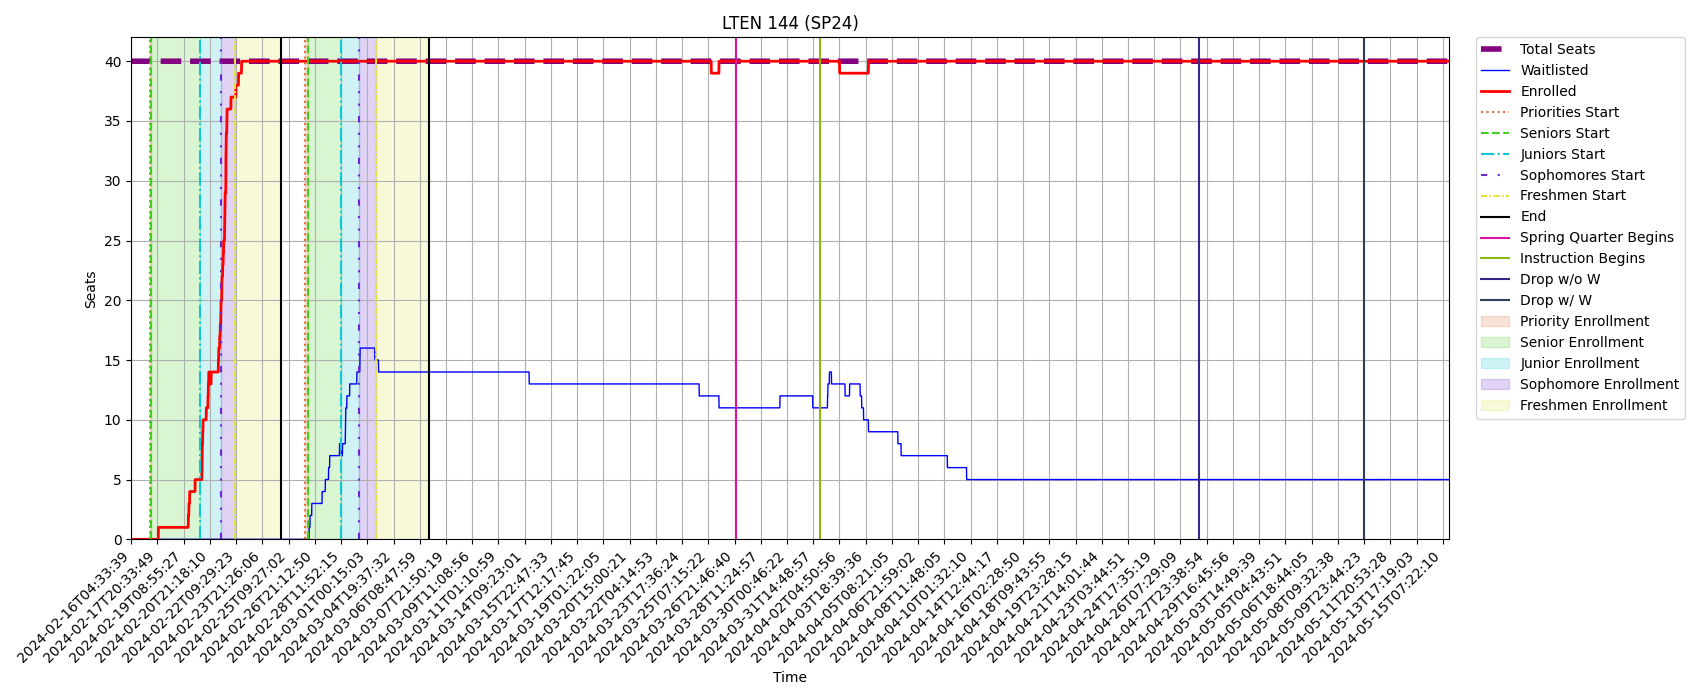 LTEN 144 (SP24)
Seats
40
35
30
25
20
15
10
5
0
Total Seats
Waitlisted
Enrolled
Priorities Start
Seniors Start
Juniors Start
Sophomores Start
Freshmen Start
End
Spring Quarter Begins
Instruction Begins
Drop w/o W
Drop w/ W
Priority Enrollment
Senior Enrollment
Junior Enrollment
Sophomore Enrollment
Freshmen Enrollment
2024-02-16T04:33:39
2024-02-17T20:33:49
2024-02-19T08:55:27
2024-02-20T21:18:10
2024-02-22T09:29:23
2024-02-23T21:26:06
2024-02-25T09:27:02
2024-02-26T21:12:50
2024-02-28T11:52:15
2024-03-01T00:15:03
2024-03-04T19:37:32
2024-03-06T08:47:59
2024-03-07T21:50:19
2024-03-09T11:08:56
2024-03-11T01:10:59
2024-03-14T09:23:01
2024-03-15T22:47:33
2024-03-17T12:17:45
2024-03-19T01:22:05
2024-03-20T15:00:21
2024-03-22T04:14:53
2024-03-23T17:36:24
2024-03-25T07:15:22
2024-03-26T21:46:40
2024-03-28T11:24:57
2024-03-30T00:46:22
2024-03-31T14:48:57
2024-04-02T04:50:56
2024-04-03T18:39:36
2024-04-05T08:21:05
2024-04-06T21:59:02
2024-04-08T11:48:05
2024-04-10T01:32:10
2024-04-14T12:44:17
2024-04-16T02:28:50
2024-04-18T09:43:55
2024-04-19T23:28:15
2024-04-21T14:01:44
2024-04-23T03:44:51
2024-04-24T17:35:19
2024-04-26T07:29:09
2024-04-27T23:38:54
2024-04-29T16:45:56
2024-05-03T14:49:39
2024-05-05T04:43:51
2024-05-06T18:44:05
2024-05-08T09:32:38
2024-05-09T23:44:23
2024-05-11T20:53:28
2024-05-13T17:19:03
2024-05-15T07:22:10
Time